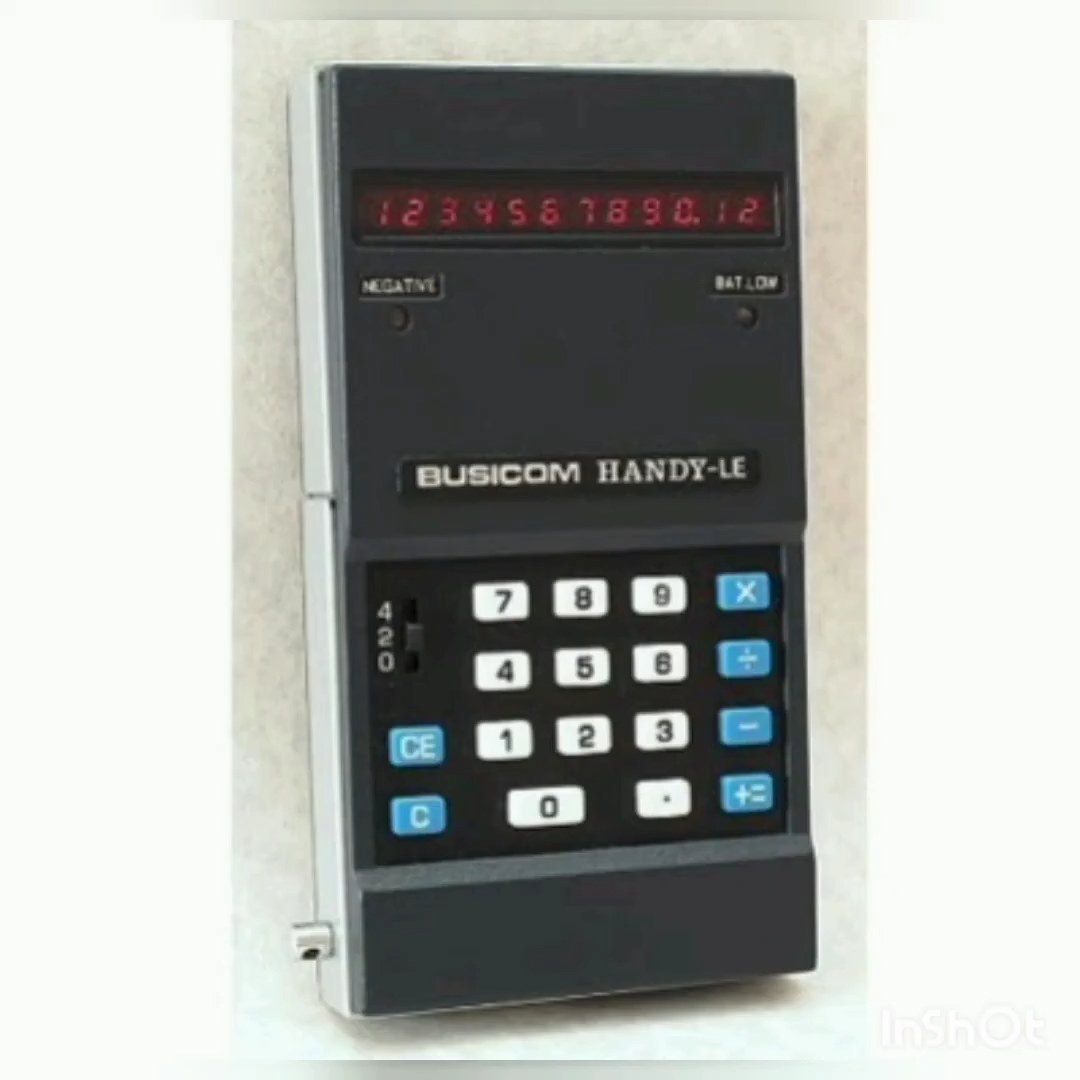 1234567890.12
NEGATIVE BAT.LOW
BUSICOM HANDY-LE
4 7 8 9 X
2
0 4 5 6 ÷
CE 1 2 3 −
C 0 . +=
InShOt